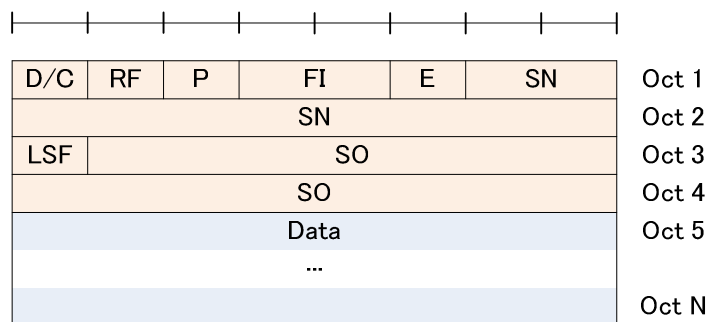 D/C RF P FI E SN Oct 1
SN Oct 2
LSF SO Oct 3
SO Oct 4
Data Oct 5
...
Oct N